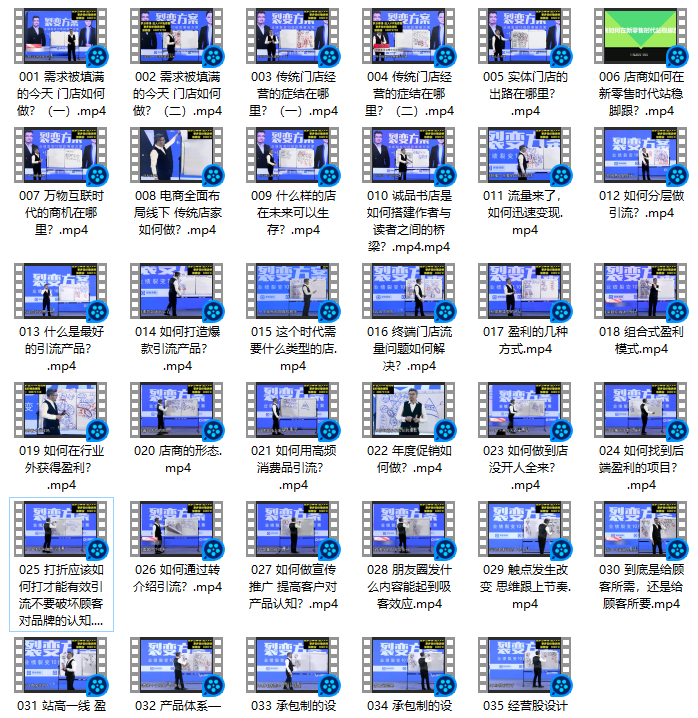 001 需求被填满
的今天 门店如何
做？（一）.mp4
002 需求被填满
的今天 门店如何
做？（二）.mp4
003 传统门店经
营的症结在哪
里？（一）.mp4
004 传统门店经
营的症结在哪
里？（二）.mp4
005 实体门店的
出路在哪里？
.mp4
006 店商如何在
新零售时代站稳
脚跟？.mp4
007 万物互联时
代的商机在哪
里？.mp4
008 电商全面布
局线下 传统店家
如何做？.mp4
009 什么样的店
在未来可以生
存？.mp4
010 诚品书店是
如何搭建作者与
读者之间的桥
梁？.mp4.mp4
011 流量来了，
如何迅速变现.
mp4
012 如何分层做
引流？.mp4
013 什么是最好
的引流产品？
.mp4
014 如何打造爆
款引流产品？
.mp4
015 这个时代需
要什么类型的店.
mp4
016 终端门店流
量问题如何解
决？.mp4
017 盈利的几种
方式.mp4
018 组合式盈利
模式.mp4
019 如何在行业
外获得盈利？
.mp4
020 店商的形态.
mp4
021 如何用高频
消费品引流？
.mp4
022 年度促销如
何做？.mp4
023 如何做到店
没开人全来？
.mp4
024 如何找到后
端盈利的项目？
.mp4
025 打折应该如
何打才能有效引
流不要破坏顾客
对品牌的认知....
026 如何通过转
介绍引流？.mp4
027 如何做宣传
推广 提高客户对
产品认知？.mp4
028 朋友圈发什
么内容能起到吸
客效应.mp4
029 触点发生改
变 思维跟上节奏.
mp4
030 到底是给顾
客所需，还是给
顾客所要.mp4
031 站高一线 盈
032 产品体系—
033 承包制的设
034 承包制的设
035 经营股设计